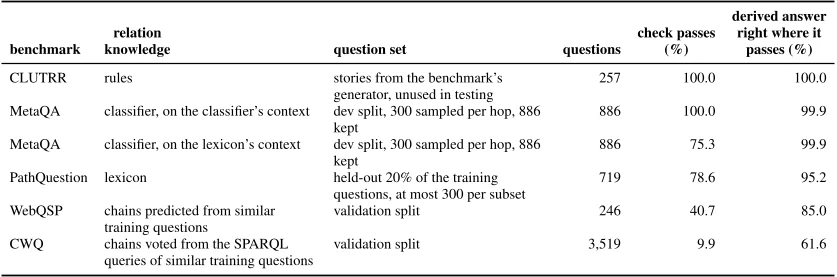 benchmark relation knowledge question set questions check passes (%) derived answer right where it passes (%)
CLUTRR rules stories from the benchmark's generator, unused in testing 257 100.0 100.0
MetaQA classifier, on the classifier's context dev split, 300 sampled per hop, 886 kept 886 100.0 99.9
MetaQA classifier, on the lexicon's context dev split, 300 sampled per hop, 886 kept 886 75.3 99.9
PathQuestion lexicon held-out 20% of the training questions, at most 300 per subset 719 78.6 95.2
WebQSP chains predicted from similar training questions validation split 246 40.7 85.0
CWQ chains voted from the SPARQL queries of similar training questions validation split 3,519 9.9 61.6